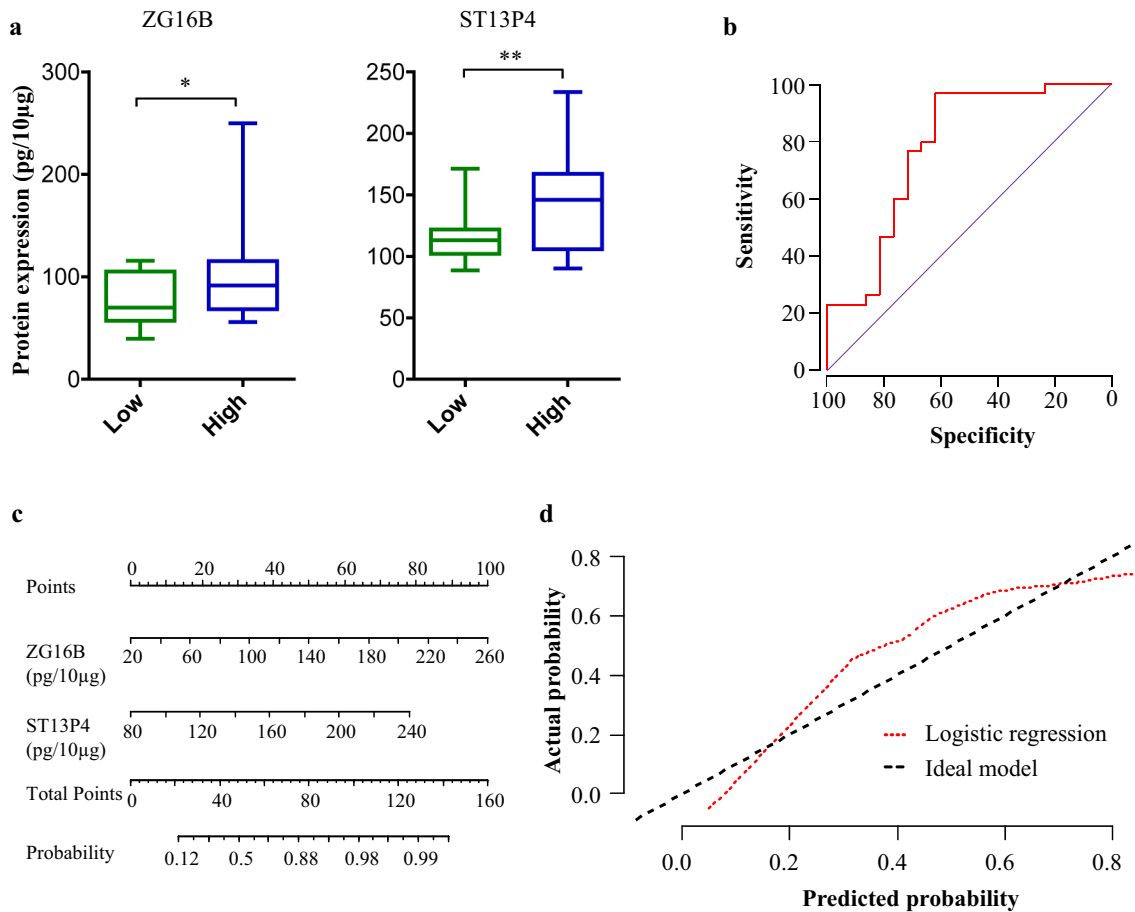 a
ZG16B
ST13P4
Protein expression (pg/10µg)
300
200
100
0
*
Low
High
250
200
150
100
50
0
**
Low
High
b
Sensitivity
100
80
60
40
20
0
100 80 60 40 20 0
Specificity
c
Points
0 20 40 60 80 100
ZG16B
(pg/10µg)
20 60 100 140 180 220 260
ST13P4
(pg/10µg)
80 120 160 200 240
Total Points
0 40 80 120 160
Probability
0.12 0.5 0.88 0.98 0.99
d
Actual probability
0.8
0.6
0.4
0.2
0.0
Logistic regression
Ideal model
0.0 0.2 0.4 0.6 0.8
Predicted probability